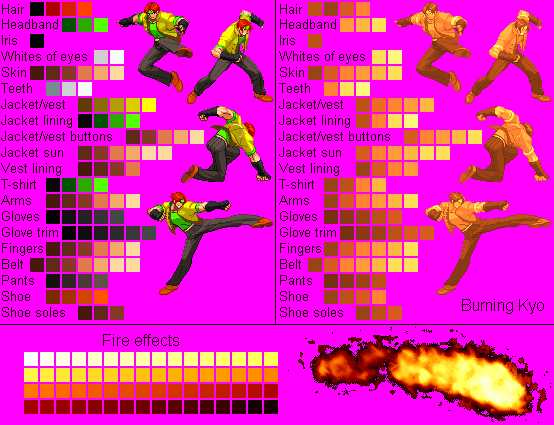 Hair
Headband
Iris
Whites of eyes
Skin
Teeth
Jacket/vest
Jacket lining
Jacket/vest buttons
Jacket sun
Vest lining
T-shirt
Arms
Gloves
Glove trim
Fingers
Belt
Pants
Shoe
Shoe soles
Hair
Headband
Iris
Whites of eyes
Skin
Teeth
Jacket/vest
Jacket lining
Jacket/vest buttons
Jacket sun
Vest lining
T-shirt
Arms
Gloves
Glove trim
Fingers
Belt
Pants
Shoe
Shoe soles
Burning Kyo
Fire effects